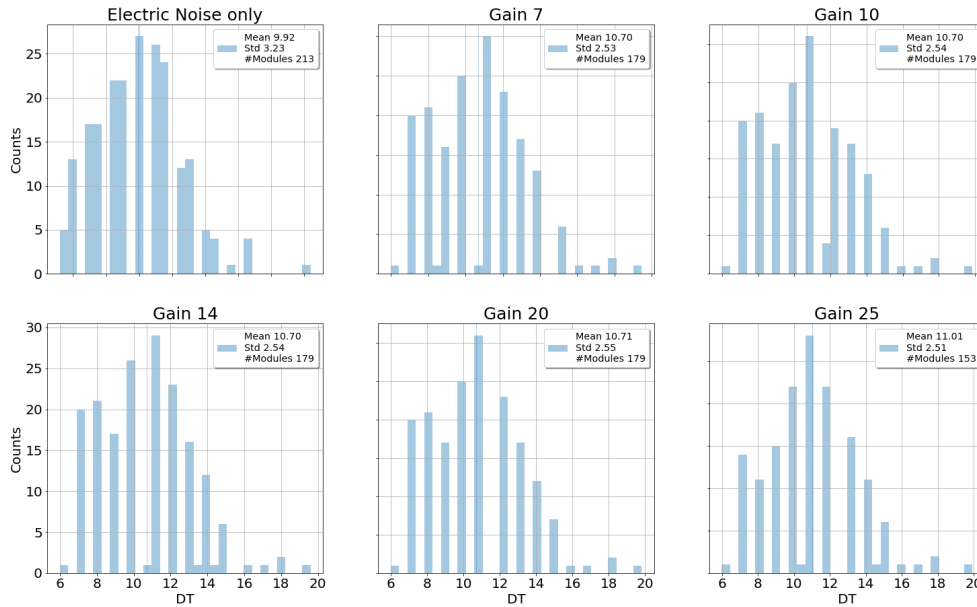 Electric Noise only
Gain 7
Gain 10
Mean 9.92
Std 3.23
#Modules 213
Mean 10.70
Std 2.53
#Modules 179
Mean 10.70
Std 2.54
#Modules 179
25
20
15
10
5
0
Counts
Gain 14
Gain 20
Gain 25
Mean 10.70
Std 2.54
#Modules 179
Mean 10.71
Std 2.55
#Modules 179
Mean 11.01
Std 2.51
#Modules 153
30
25
20
15
10
5
0
Counts
6 8 10 12 14 16 18 20
6 8 10 12 14 16 18 20
6 8 10 12 14 16 18 20
DT
DT
DT